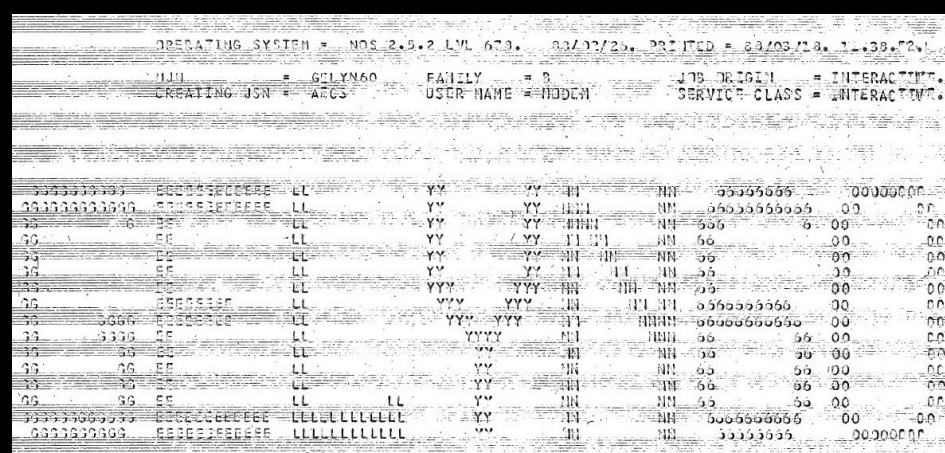 OPERATING SYSTEM = NOS 2.5.2 LVL 678. PRINTED = 88/03/18.
UJN = GELYN60 FAMILY = B JOB ORIGIN = INTERACTIVE.
CREATING JSN = USER NAME = MODEM SERVICE CLASS = INTERACTIVE.
GELYN60